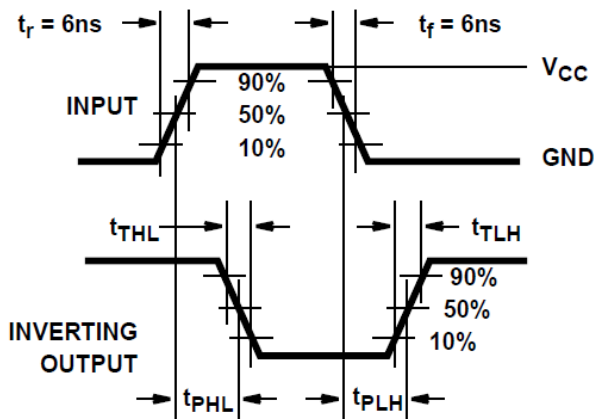 tr = 6ns
tf = 6ns
VCC
90%
INPUT
50%
10%
GND
tTHL
tTLH
90%
50%
INVERTING
OUTPUT
10%
tPHL
tPLH